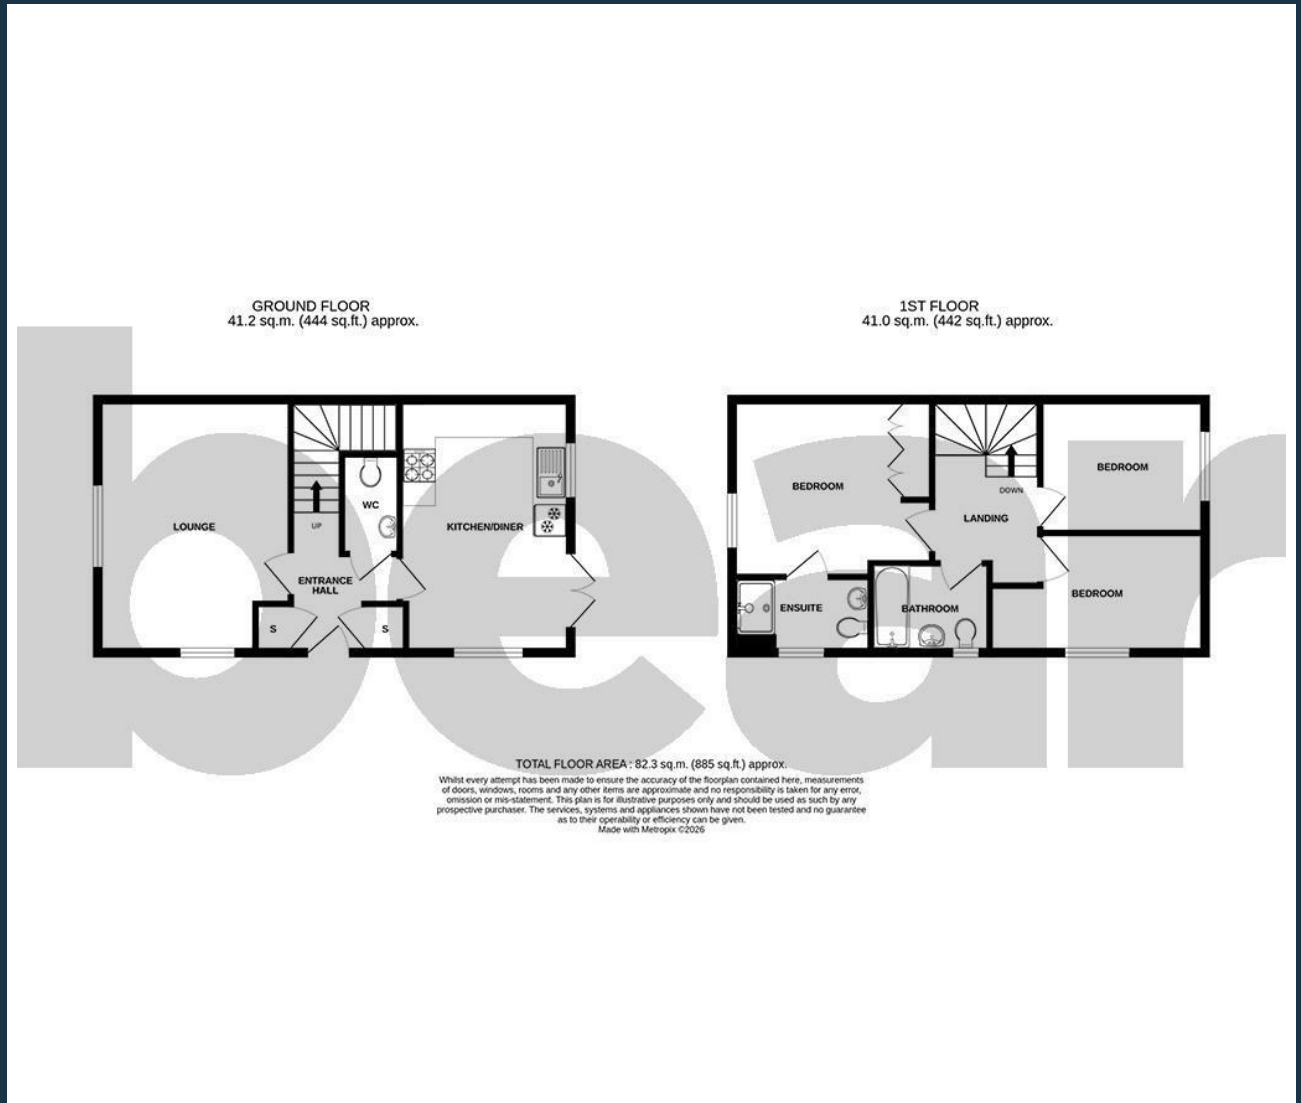 GROUND FLOOR
41.2 sq.m. (444 sq.ft.) approx.
1ST FLOOR
41.0 sq.m. (442 sq.ft.) approx.
LOUNGE
UP
WC
KITCHEN/DINER
ENTRANCE
HALL
S
S
BEDROOM
BEDROOM
DOWN
LANDING
BEDROOM
ENSUITE
BATHROOM
bear
TOTAL FLOOR AREA : 82.3 sq.m. (885 sq.ft.) approx.
Whilst every attempt has been made to ensure the accuracy of the floorplan contained here, measurements
of doors, windows, rooms and any other items are approximate and no responsibility is taken for any error,
omission or mis-statement. This plan is for illustrative purposes only and should be used as such by any
prospective purchaser. The services, systems and appliances shown have not been tested and no guarantee
as to their operability or efficiency can be given.
Made with Metropix ©2026